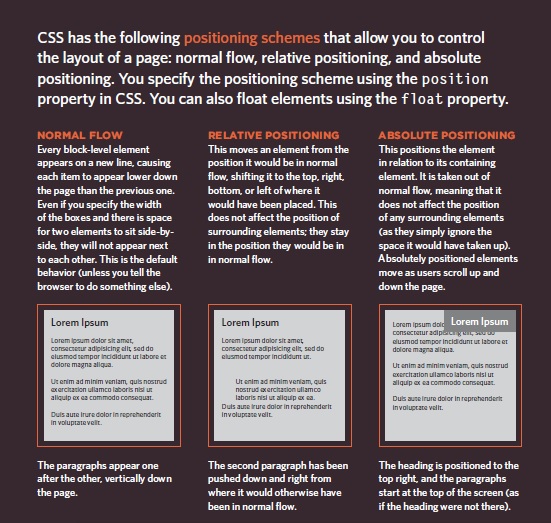 CSS has the following positioning schemes that allow you to control
the layout of a page: normal flow, relative positioning, and absolute
positioning. You specify the positioning scheme using the position
property in CSS. You can also float elements using the float property.
NORMAL FLOW
Every block-level element
appears on a new line, causing
each item to appear lower down
the page than the previous one.
Even if you specify the width
of the boxes and there is space
for two elements to sit side-by-
side, they will not appear next
to each other. This is the default
behavior (unless you tell the
browser to do something else).
Lorem Ipsum
Lorem ipsum dolor sit amet,
consectetur adipisicing elit, sed do
eiusmod tempor incididunt ut labore et
dolore magna aliqua.
Ut enim ad minim veniam, quis nostrud
exercitation ullamco laboris nisi ut
aliquip ex ea commodo consequat.
Duis aute irure dolor in reprehenderit
in voluptate velit.
The paragraphs appear one
after the other, vertically down
the page.
RELATIVE POSITIONING
This moves an element from the
position it would be in normal
flow, shifting it to the top, right,
bottom, or left of where it
would have been placed. This
does not affect the position of
surrounding elements; they stay
in the position they would be in
in normal flow.
Lorem Ipsum
Lorem ipsum dolor sit amet,
consectetur adipisicing elit, sed do
eiusmod tempor incididunt ut.
Ut enim ad minim veniam, quis
exercitation ullamco laboris
laboris nisl ut aliquip ex ea.
Duis aute irure dolor in reprehenderit
in voluptate velit.
The second paragraph has been
pushed down and right from
where it would otherwise have
been in normal flow.
ABSOLUTE POSITIONING
This positions the element
in relation to its containing
element. It is taken out of
normal flow, meaning that it
does not affect the position
of any surrounding elements
(as they simply ignore the
space it would have taken up).
Absolutely positioned elements
move as users scroll up and
down the page.
Lorem Ipsum
Lorem ipsum dolo
consectetur adipisicing elit, sed do
eiusmod tempor incididunt ut labore et
dolore magna aliqua.
Ut enim ad minim veniam, quis nostrud
exercitation ullamco laboris nisi ut
aliquip ex ea commodo consequat.
Duis aute irure dolor in reprehenderit
in voluptate velit.
The heading is positioned to the
top right, and the paragraphs
start at the top of the screen (as
if the heading were not there).